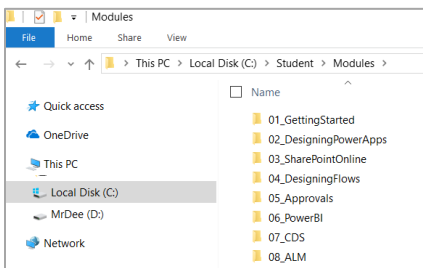 Modules
File Home Share View
This PC > Local Disk (C:) > Student > Modules >
Name
Quick access
OneDrive
This PC
Local Disk (C:)
MrDee (D:)
Network
01_GettingStarted
02_DesigningPowerApps
03_SharePointOnline
04_DesigningFlows
05_Approvals
06_PowerBI
07_CDS
08_ALM